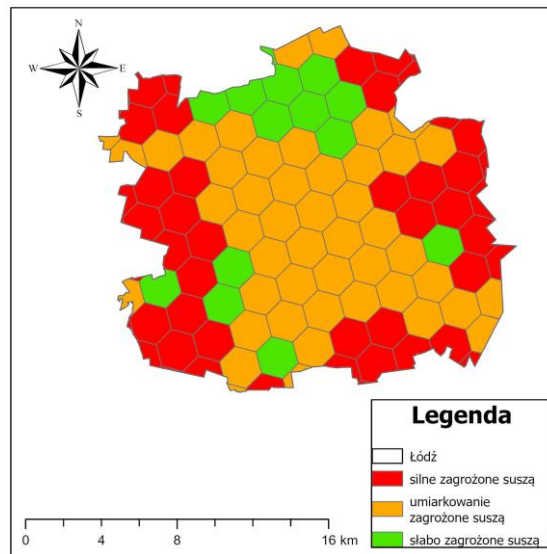 N
W E
S
Legenda
Łódź
silne zagrożone suszą
umiarkowanie
zagrożone suszą
słabo zagrożone suszą
0 4 8 16 km